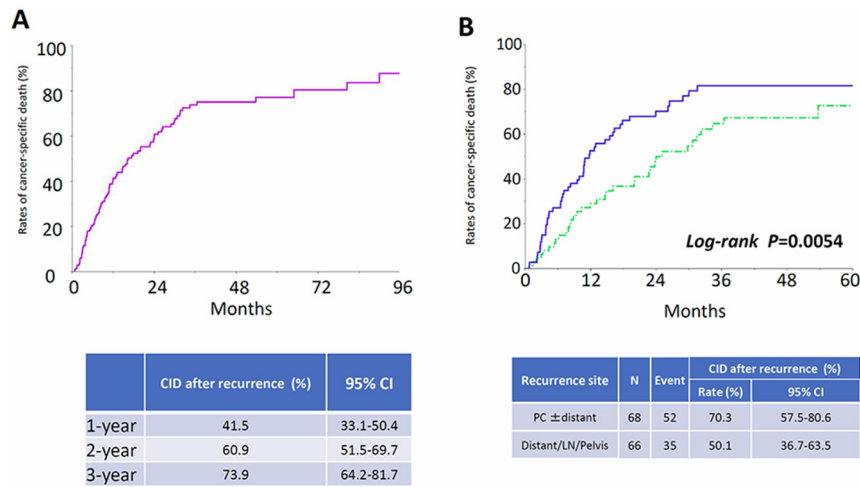 A
Rates of cancer-specific death (%)
100
80
60
40
20
0
0 24 48 72 96
Months
CID after recurrence (%) 95% CI
1-year 41.5 33.1-50.4
2-year 60.9 51.5-69.7
3-year 73.9 64.2-81.7
B
Rates of cancer-specific death (%)
100
80
60
40
20
0
Log-rank P=0.0054
0 12 24 36 48 60
Months
Recurrence site N Event CID after recurrence (%)
Rate (%) 95% CI
PC ±distant 68 52 70.3 57.5-80.6
Distant/LN/Pelvis 66 35 50.1 36.7-63.5